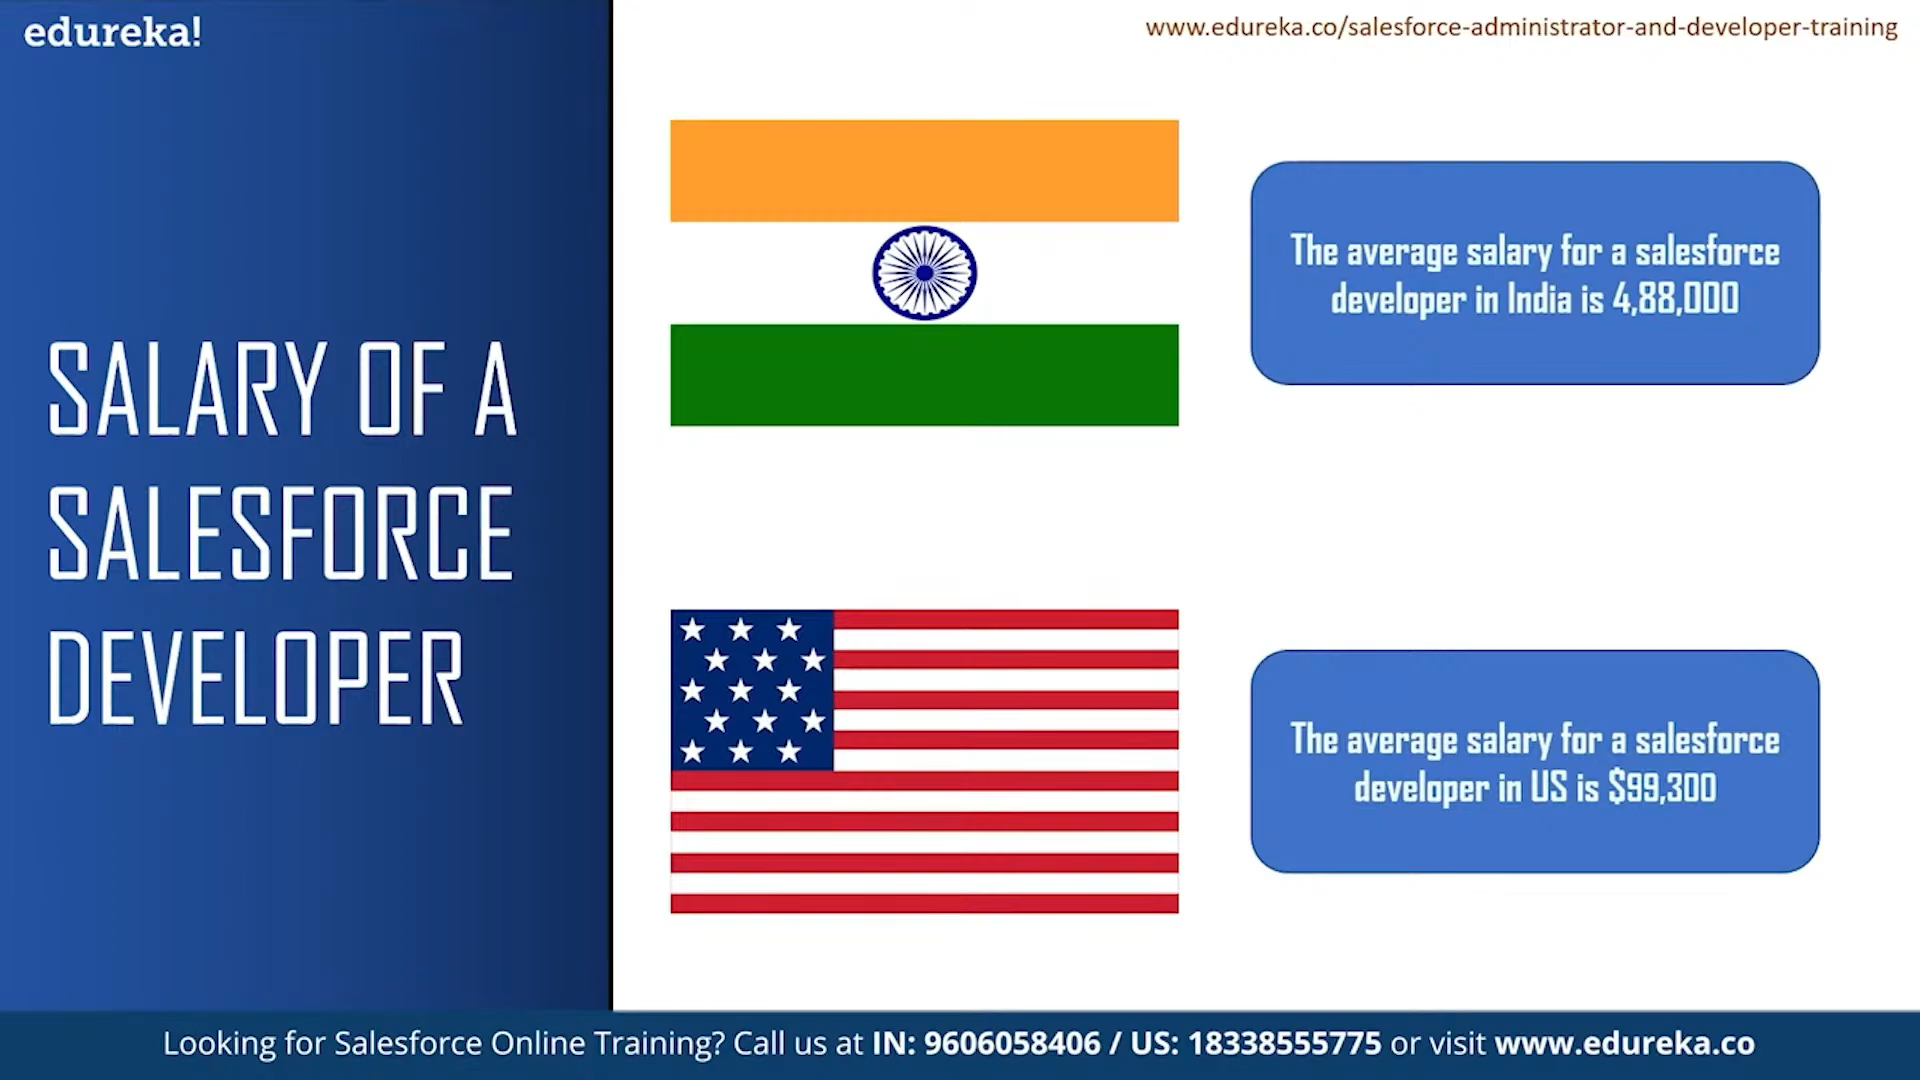 edureka!
www.edureka.co/salesforce-administrator-and-developer-training
SALARY OF A
SALESFORCE
DEVELOPER
The average salary for a salesforce
developer in India is 4,88,000
The average salary for a salesforce
developer in US is $99,300
Looking for Salesforce Online Training? Call us at IN: 9606058406 / US: 18338555775 or visit www.edureka.co